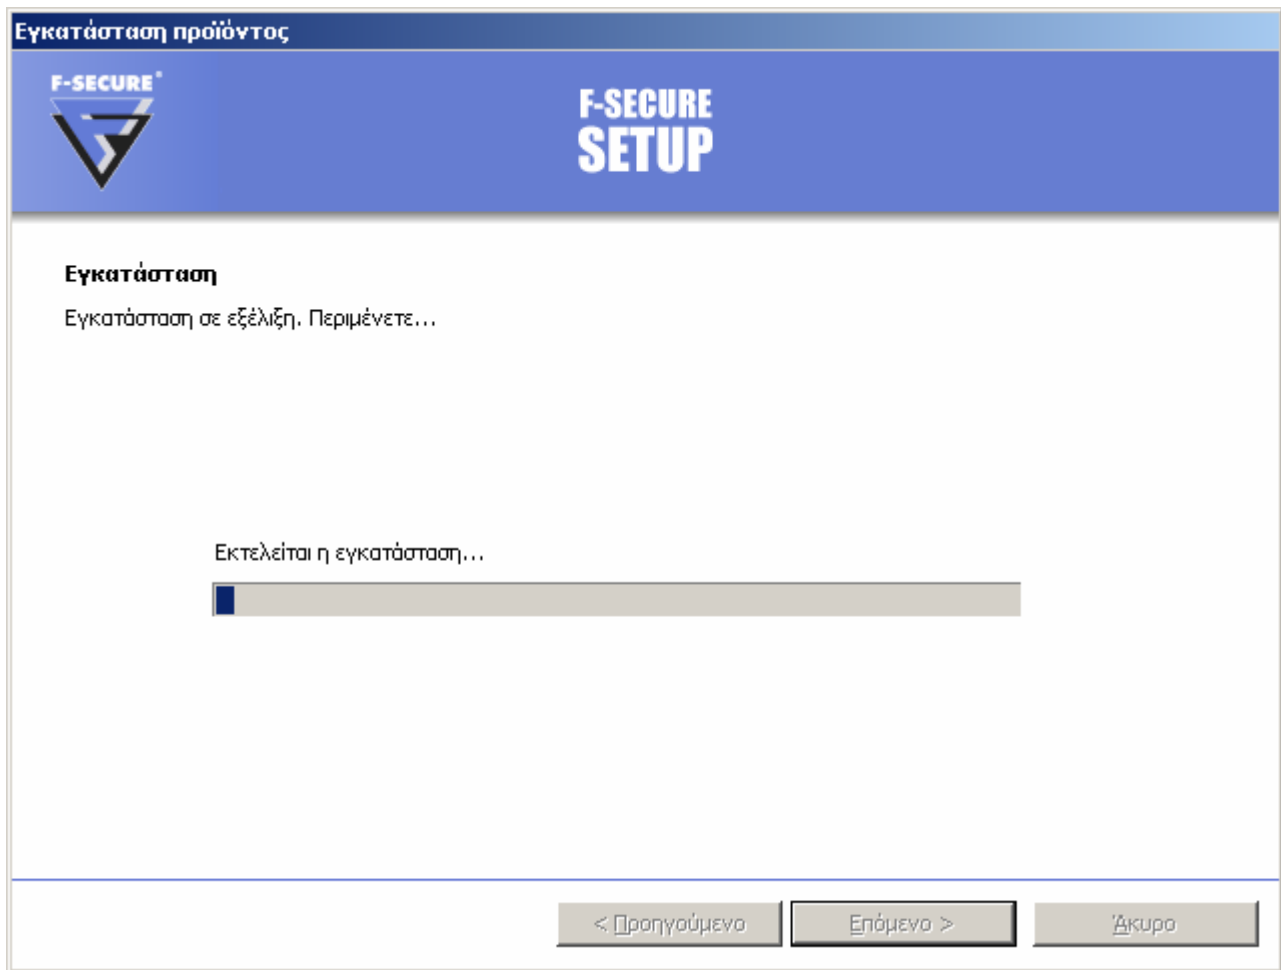 Εγκατάσταση προϊόντος
F-SECURE®
F-SECURE
SETUP
Εγκατάσταση
Εγκατάσταση σε εξέλιξη. Περιμένετε...
Εκτελείται η εγκατάσταση...
< Προηγούμενο
Επόμενο >
Άκυρο